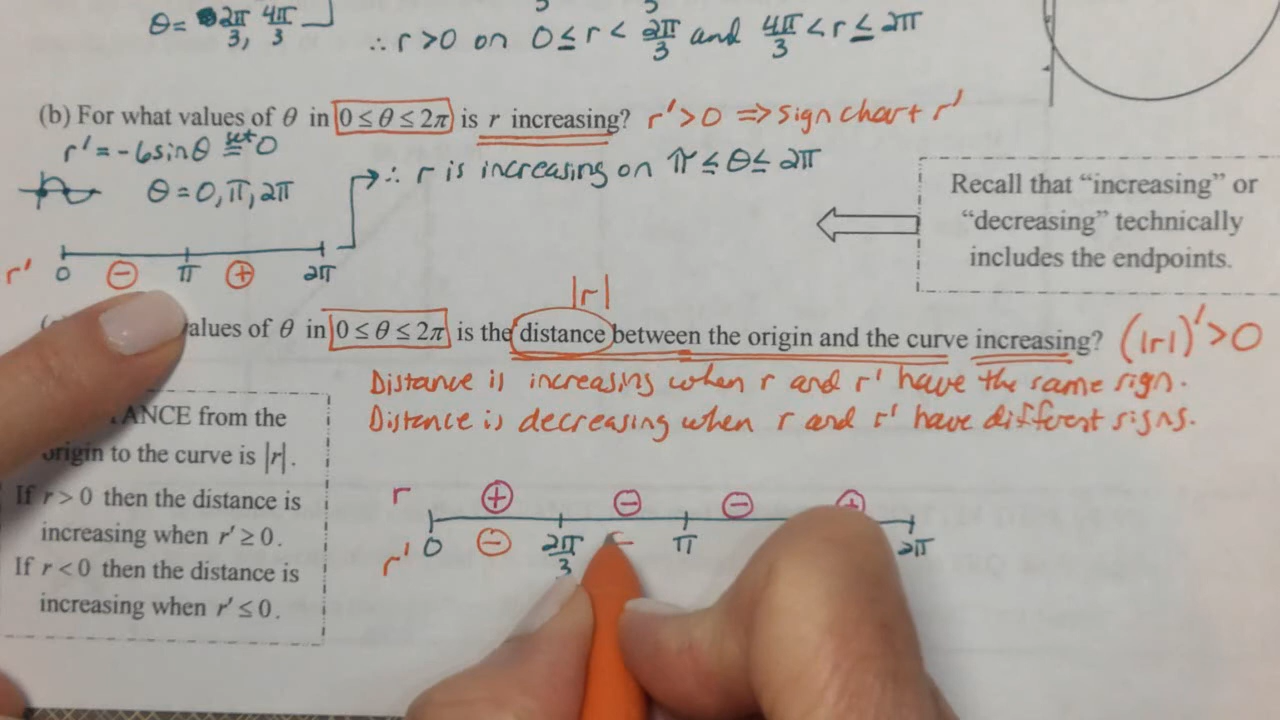 θ = 2π/3, 4π/3
∴ r > 0 on 0 ≤ r < 2π/3 and 4π/3 < r ≤ 2π
(b) For what values of θ in 0 ≤ θ ≤ 2π is r increasing? r' > 0 ⇒ sign chart r'
r' = -6sinθ set = 0
∴ r is increasing on π ≤ θ ≤ 2π
θ = 0, π, 2π
Recall that “increasing” or
“decreasing” technically
includes the endpoints.
r' 0 − π + 2π
|r|
values of θ in 0 ≤ θ ≤ 2π is the distance between the origin and the curve increasing? (|r|)' > 0
Distance is increasing when r and r' have the same sign.
Distance is decreasing when r and r' have different signs.
ANCE from the
origin to the curve is |r|.
If r > 0 then the distance is
increasing when r' ≥ 0.
If r < 0 then the distance is
increasing when r' ≤ 0.
r + − − +
r' 0 − 2π/3 − π 2π